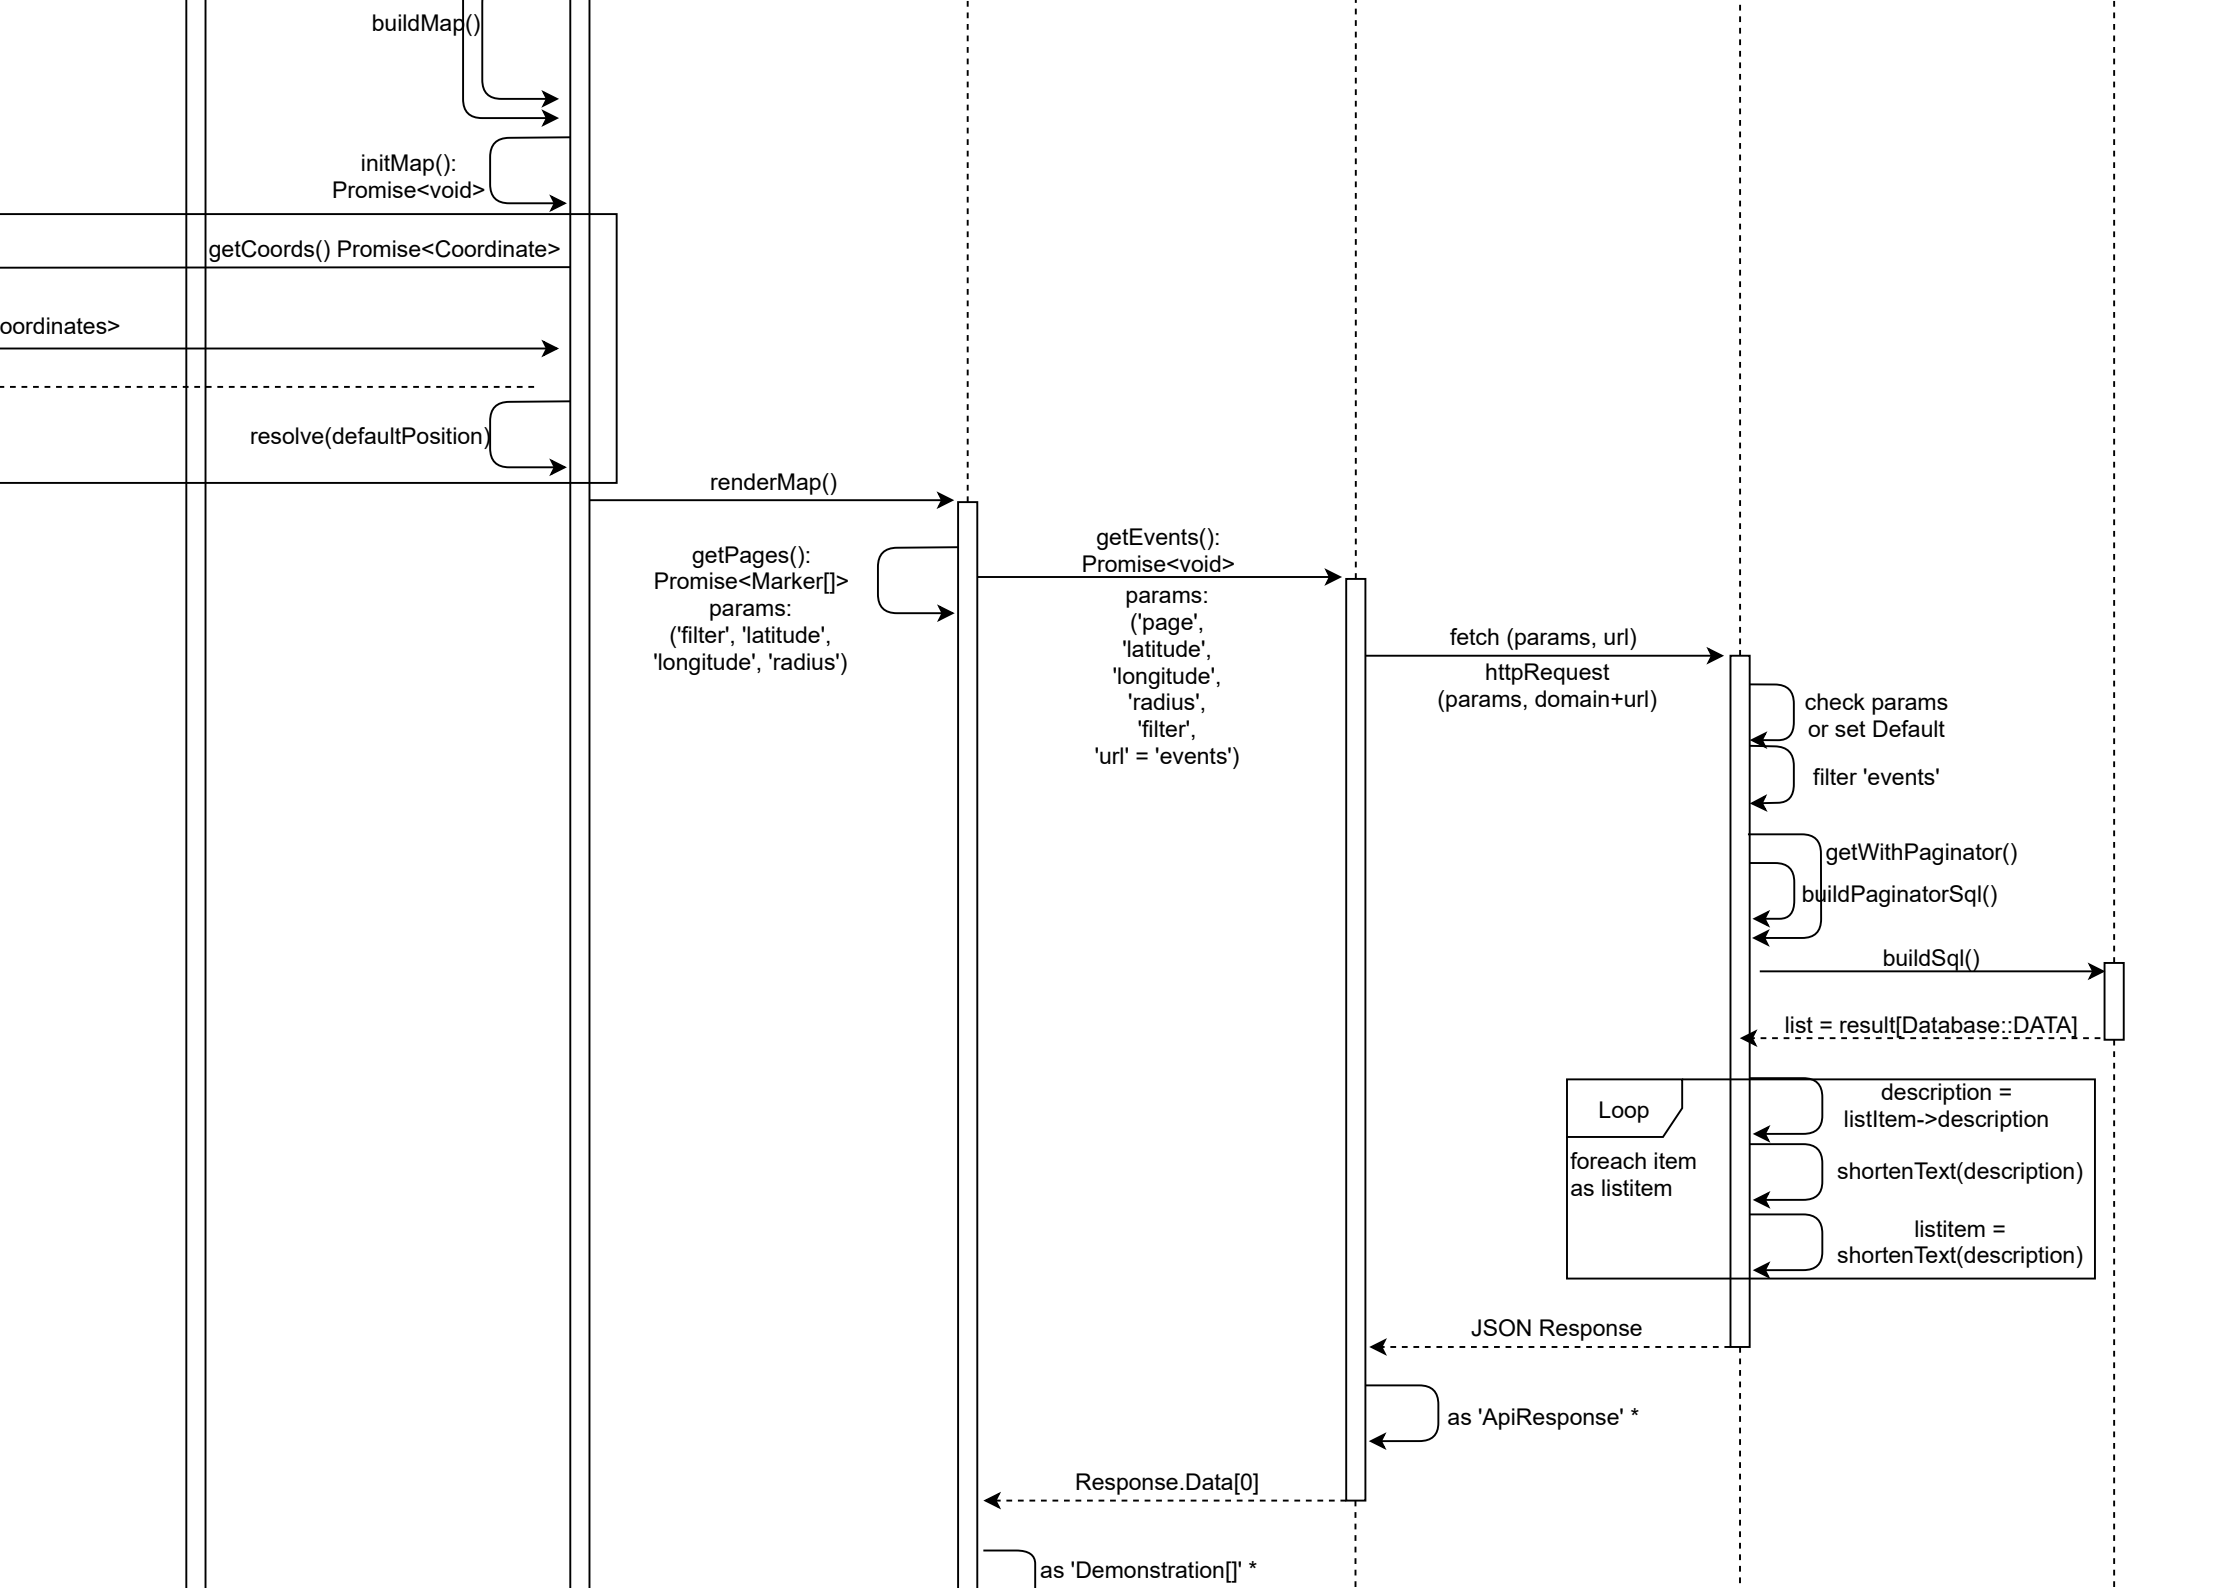 buildMap()
initMap():
Promise<void>
getCoords() Promise<Coordinate>
oordinates>
resolve(defaultPosition)
renderMap()
getPages():
Promise<Marker[]>
params:
('filter', 'latitude',
'longitude', 'radius')
getEvents():
Promise<void>
params:
('page',
'latitude',
'longitude',
'radius',
'filter',
'url' = 'events')
fetch (params, url)
httpRequest
(params, domain+url)
check params
or set Default
filter 'events'
getWithPaginator()
buildPaginatorSql()
buildSql()
list = result[Database::DATA]
Loop
foreach item
as listitem
description =
listItem->description
shortenText(description)
listitem =
shortenText(description)
JSON Response
as 'ApiResponse' *
Response.Data[0]
as 'Demonstration[]' *